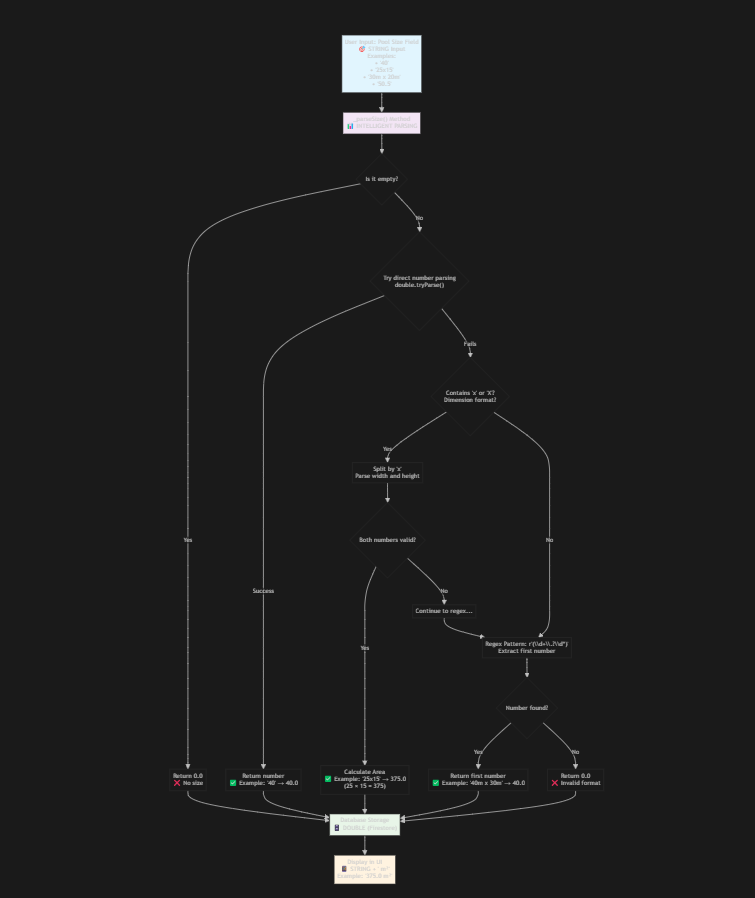 User Input: Plot Size Field
🎯 STRING Input
Examples:
• '40'
• '25x15'
• '40m x 30m'
• '50.5'
_parseSize() Method
📊 INTELLIGENT PARSING
Is it empty?
No
Try direct number parsing
double.tryParse()
Fails
Contains 'x' or 'X'?
Dimension format?
Yes
Split by 'x'
Parse width and height
Both numbers valid?
Yes
No
Success
No
Continue to regex...
Regex Pattern: r'(\\d+\\.?\\d*)'
Extract first number
Yes
Number found?
Yes
No
Return 0.0
❌ No size
Return number
✅ Example: '40' → 40.0
Calculate Area
✅ Example: '25x15' → 375.0
(25 × 15 = 375)
Return first number
✅ Example: '40m x 30m' → 40.0
Return 0.0
❌ Invalid format
Database Storage
DOUBLE (Primitive)
Display in UI
STRING + ' m²'
Example: '375.0 m²'